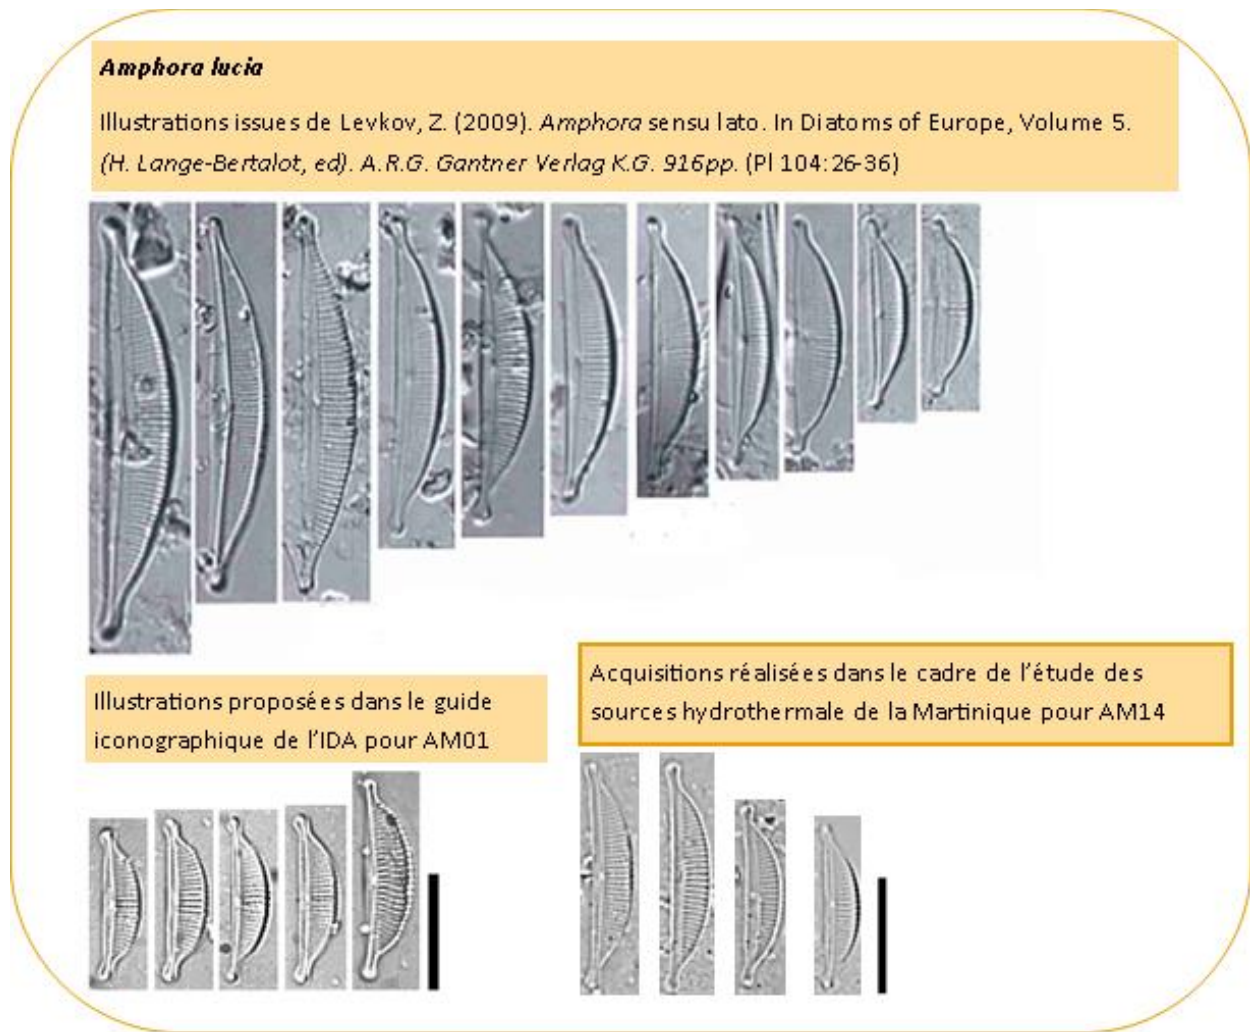 Amphora lucia
Illustrations issues de Levkov, Z. (2009). Amphora sensu lato. In Diatoms of Europe, Volume 5.
(H. Lange-Bertalot, ed). A.R.G. Gantner Verlag K.G. 916pp. (Pl 104:26-36)
Illustrations proposées dans le guide
iconographique de l'IDA pour AM01
Acquisitions réalisées dans le cadre de l'étude des
sources hydrothermale de la Martinique pour AM14